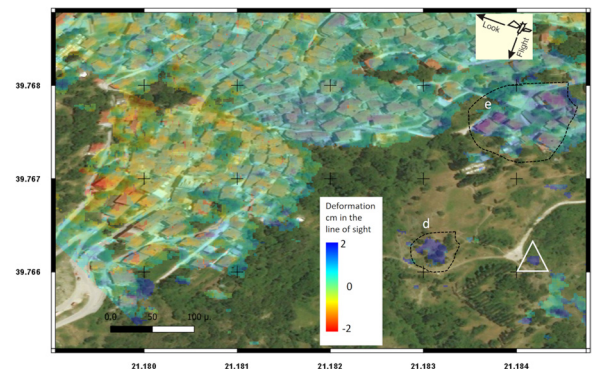 Look
Flight
39.768
39.767
39.766
e
d
Deformation
cm in the
line of sight
2
0
-2
0.0 -50 100 µ.
21.180 21.181 21.182 21.183 21.184